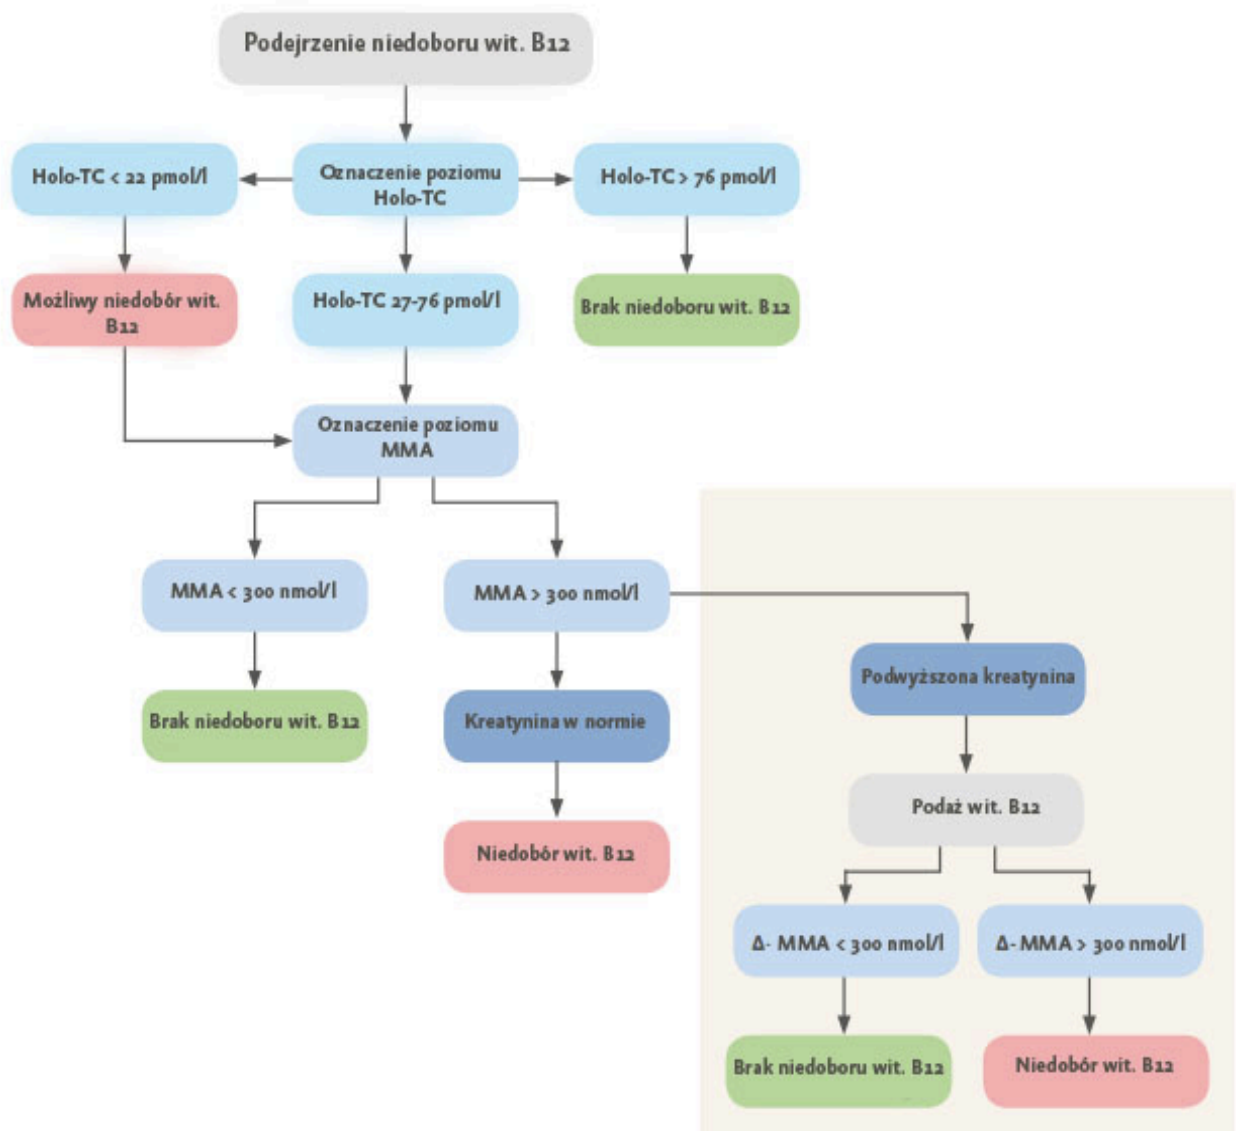 Podejrzenie niedoboru wit. B12
Holo-TC < 22 pmol/l
Oznaczenie poziomu
Holo-TC
Holo-TC > 76 pmol/l
Możliwy niedobór wit.
B12
Holo-TC 27-76 pmol/l
Brak niedoboru wit. B12
Oznaczenie poziomu
MMA
MMA < 300 nmol/l
MMA > 300 nmol/l
Podwyższona kreatynina
Brak niedoboru wit. B12
Kreatynina w normie
Podaż wit. B12
Niedobór wit. B12
Δ- MMA < 300 nmol/l
Δ- MMA > 300 nmol/l
Brak niedoboru wit. B12
Niedobór wit. B12